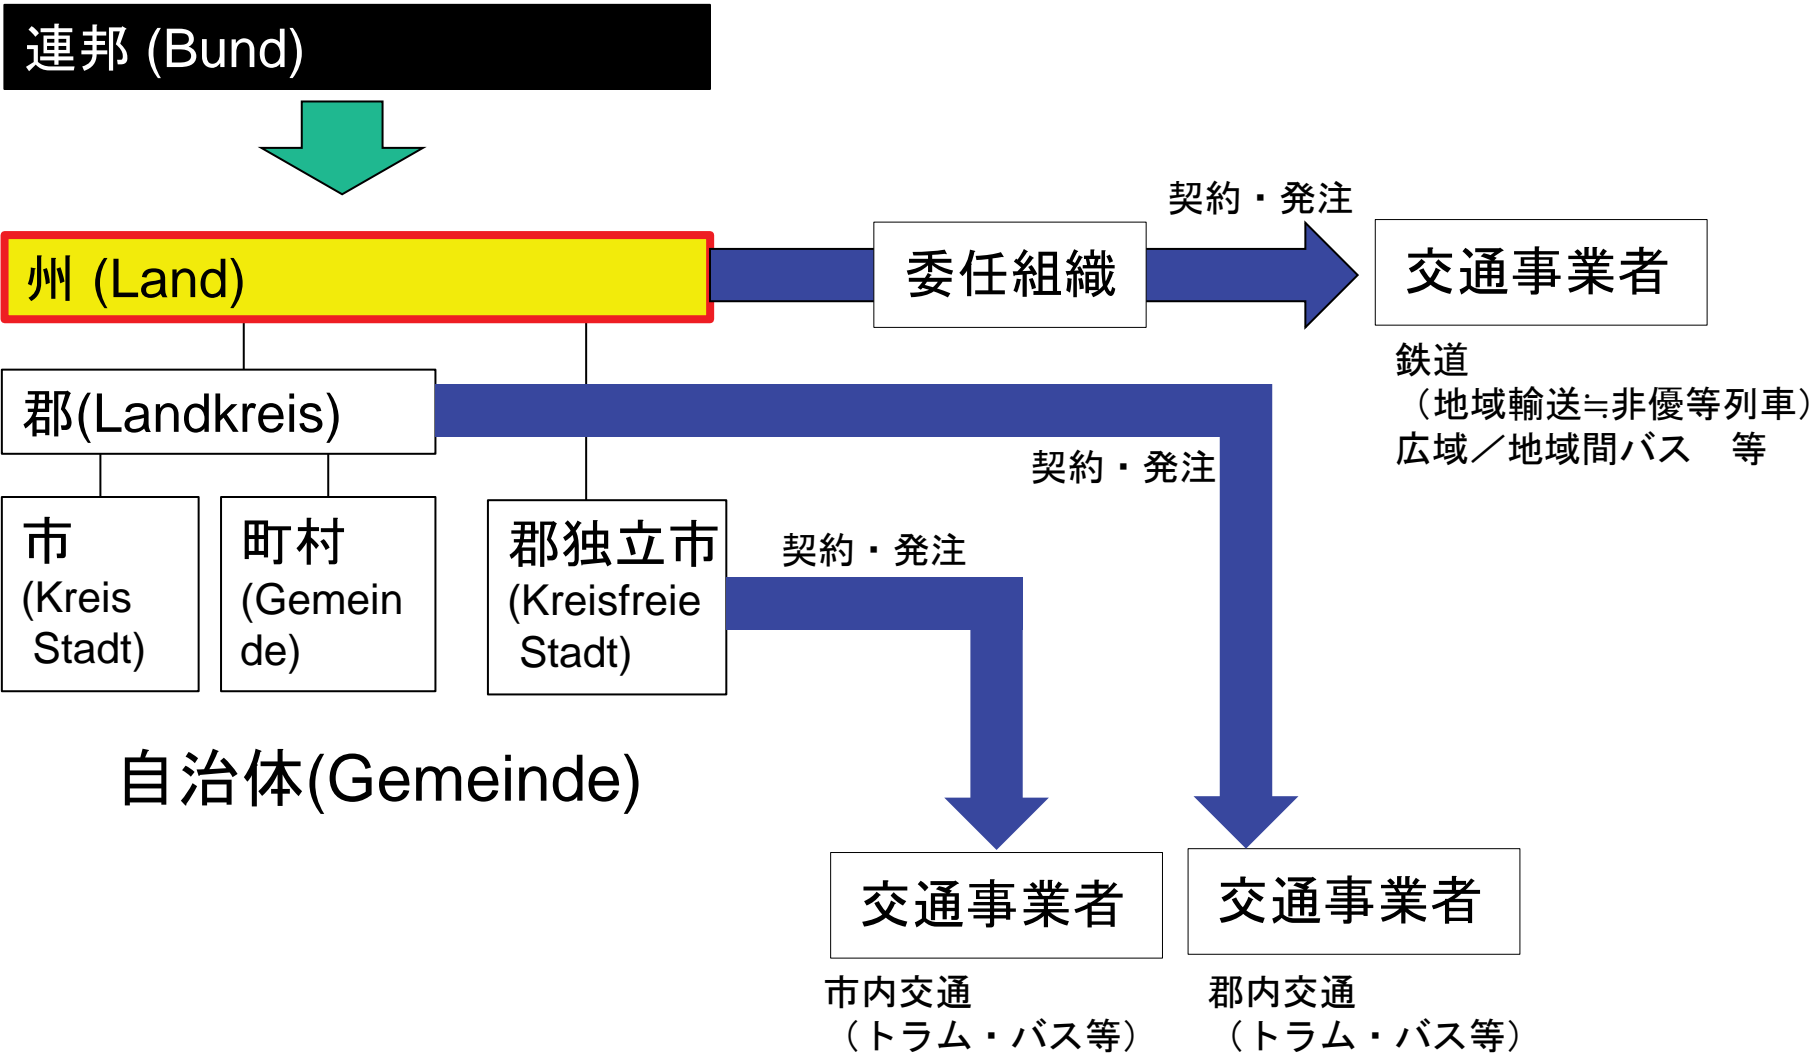 連邦 (Bund)
州 (Land)
委任組織
契約・発注
交通事業者
鉄道
（地域輸送≒非優等列車）
広域／地域間バス　等
郡(Landkreis)
契約・発注
市
(Kreis
Stadt)
町村
(Gemein
de)
郡独立市
(Kreisfreie
Stadt)
契約・発注
自治体(Gemeinde)
交通事業者
市内交通
（トラム・バス等）
交通事業者
郡内交通
（トラム・バス等）